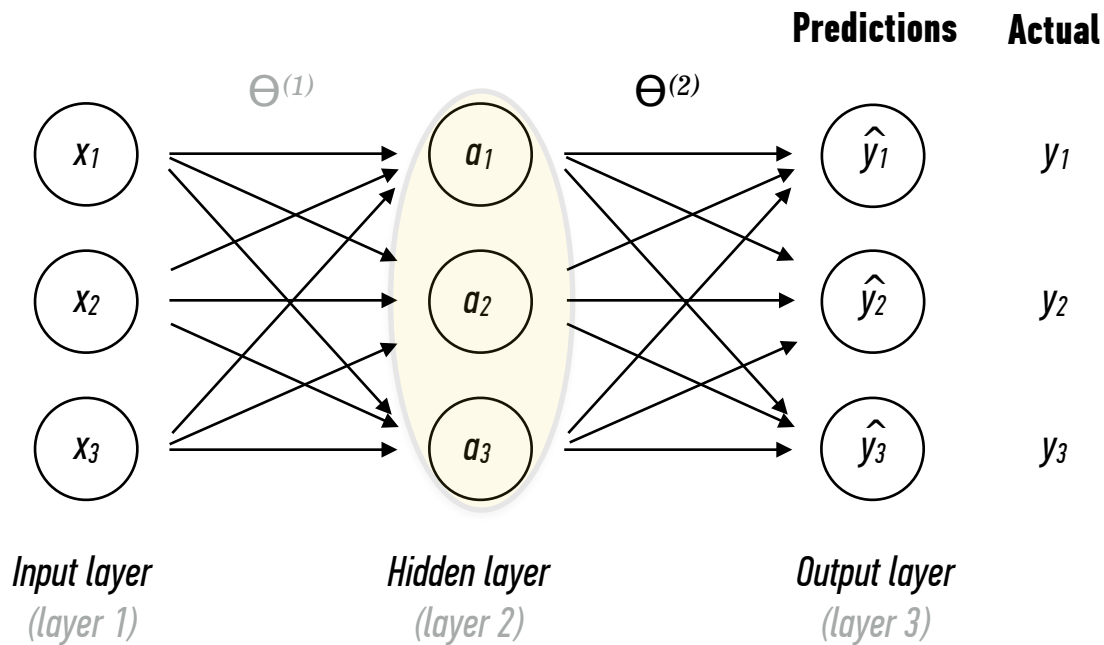 Predictions Actual
Ɵ(1) Ɵ(2)
x1 a1 ŷ1 y1
x2 a2 ŷ2 y2
x3 a3 ŷ3 y3
Input layer Hidden layer Output layer
(layer 1) (layer 2) (layer 3)